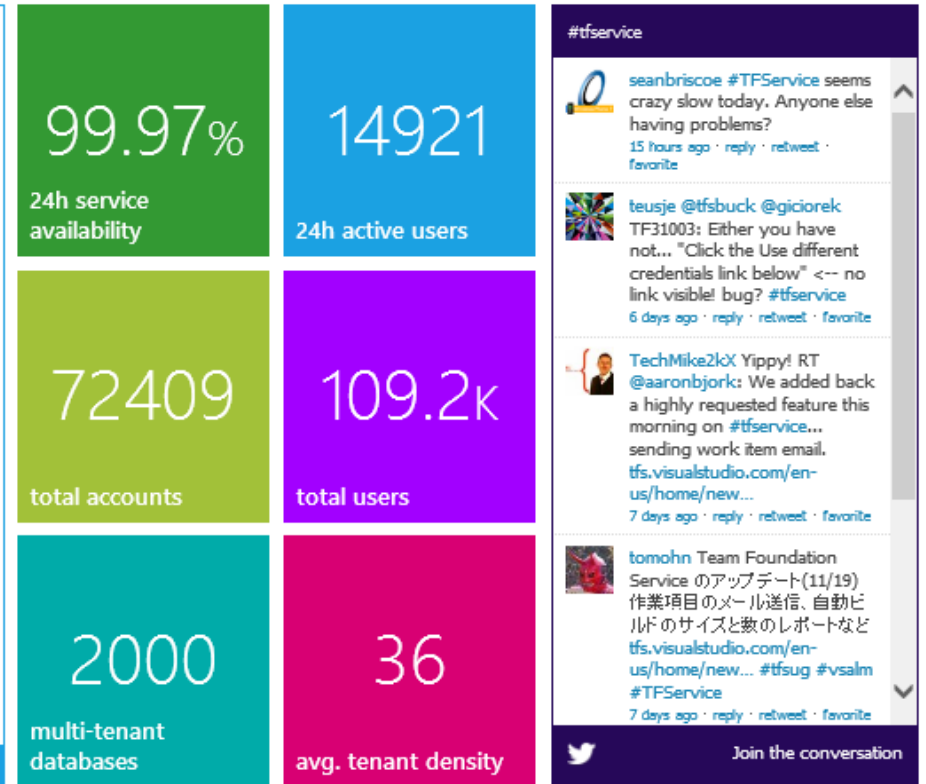 99.97%
24h service
availability
14921
24h active users
72409
total accounts
109.2K
total users
2000
multi-tenant
databases
36
avg. tenant density
#tfservice
seanbriscoe #TFService seems
crazy slow today. Anyone else
having problems?
15 hours ago · reply · retweet ·
favorite
teusje @tfsbuck @giciorek
TF31003: Either you have
not... "Click the Use different
credentials link below" <-- no
link visible! bug? #tfservice
6 days ago · reply · retweet · favorite
TechMike2kX Yippy! RT
@aaronbjork: We added back
a highly requested feature this
morning on #tfservice...
sending work item email.
tfs.visualstudio.com/en-
us/home/new...
7 days ago · reply · retweet · favorite
tomohn Team Foundation
Service のアップデート(11/19)
作業項目のメール送信、自動ビ
ルドのサイズと数のレポートなど
tfs.visualstudio.com/en-
us/home/new... #tfsug #vsalm
#TFService
7 days ago · reply · retweet · favorite
Join the conversation